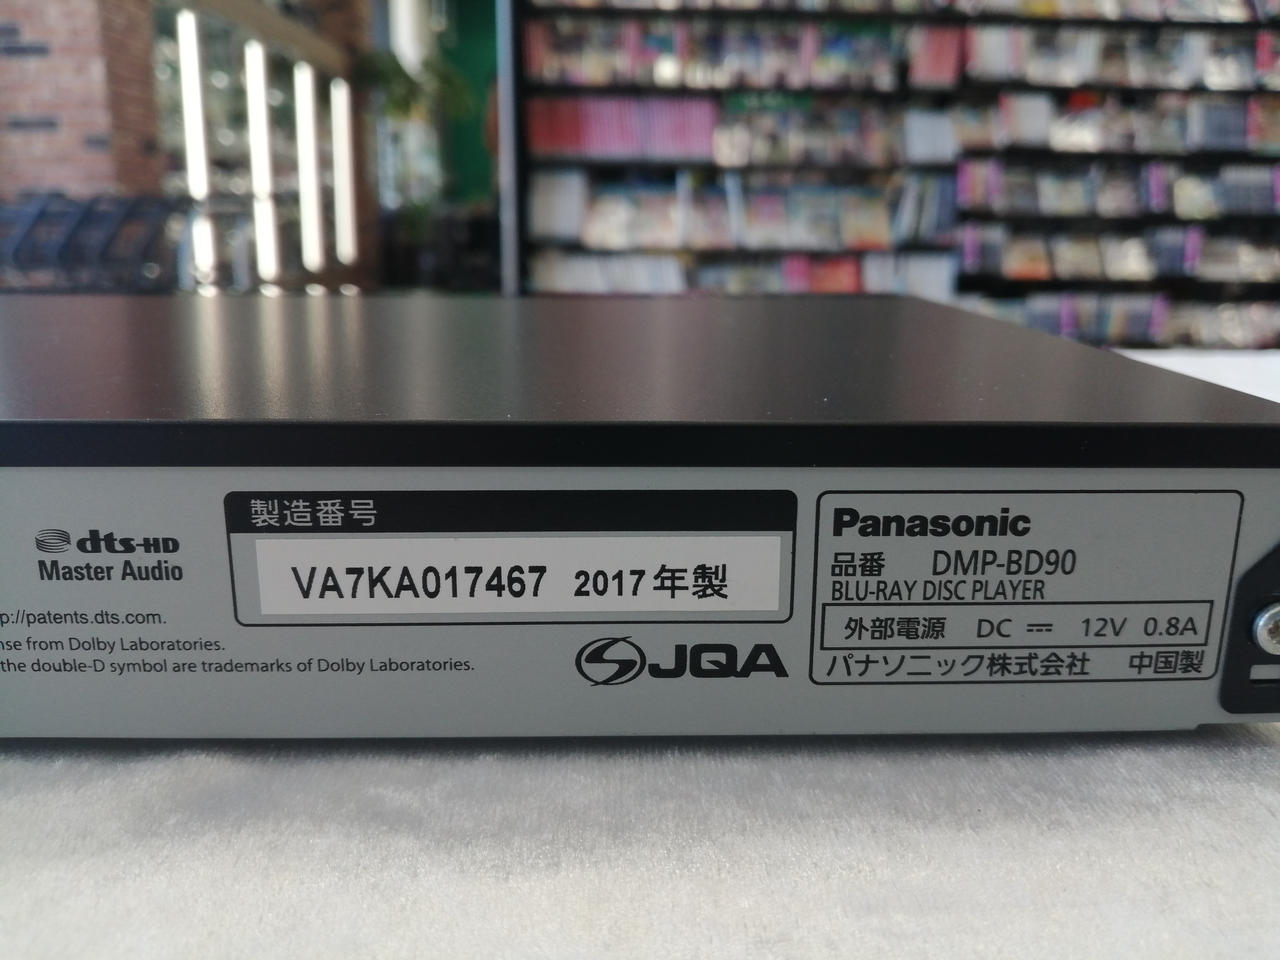 dts-HD
Master Audio
p://patents.dts.com.
nse from Dolby Laboratories.
the double-D symbol are trademarks of Dolby Laboratories.
製造番号
VA7KA017467 2017年製
JQA
Panasonic
品番 DMP-BD90
BLU-RAY DISC PLAYER
外部電源 DC ⎓ 12V 0.8A
パナソニック株式会社 中国製